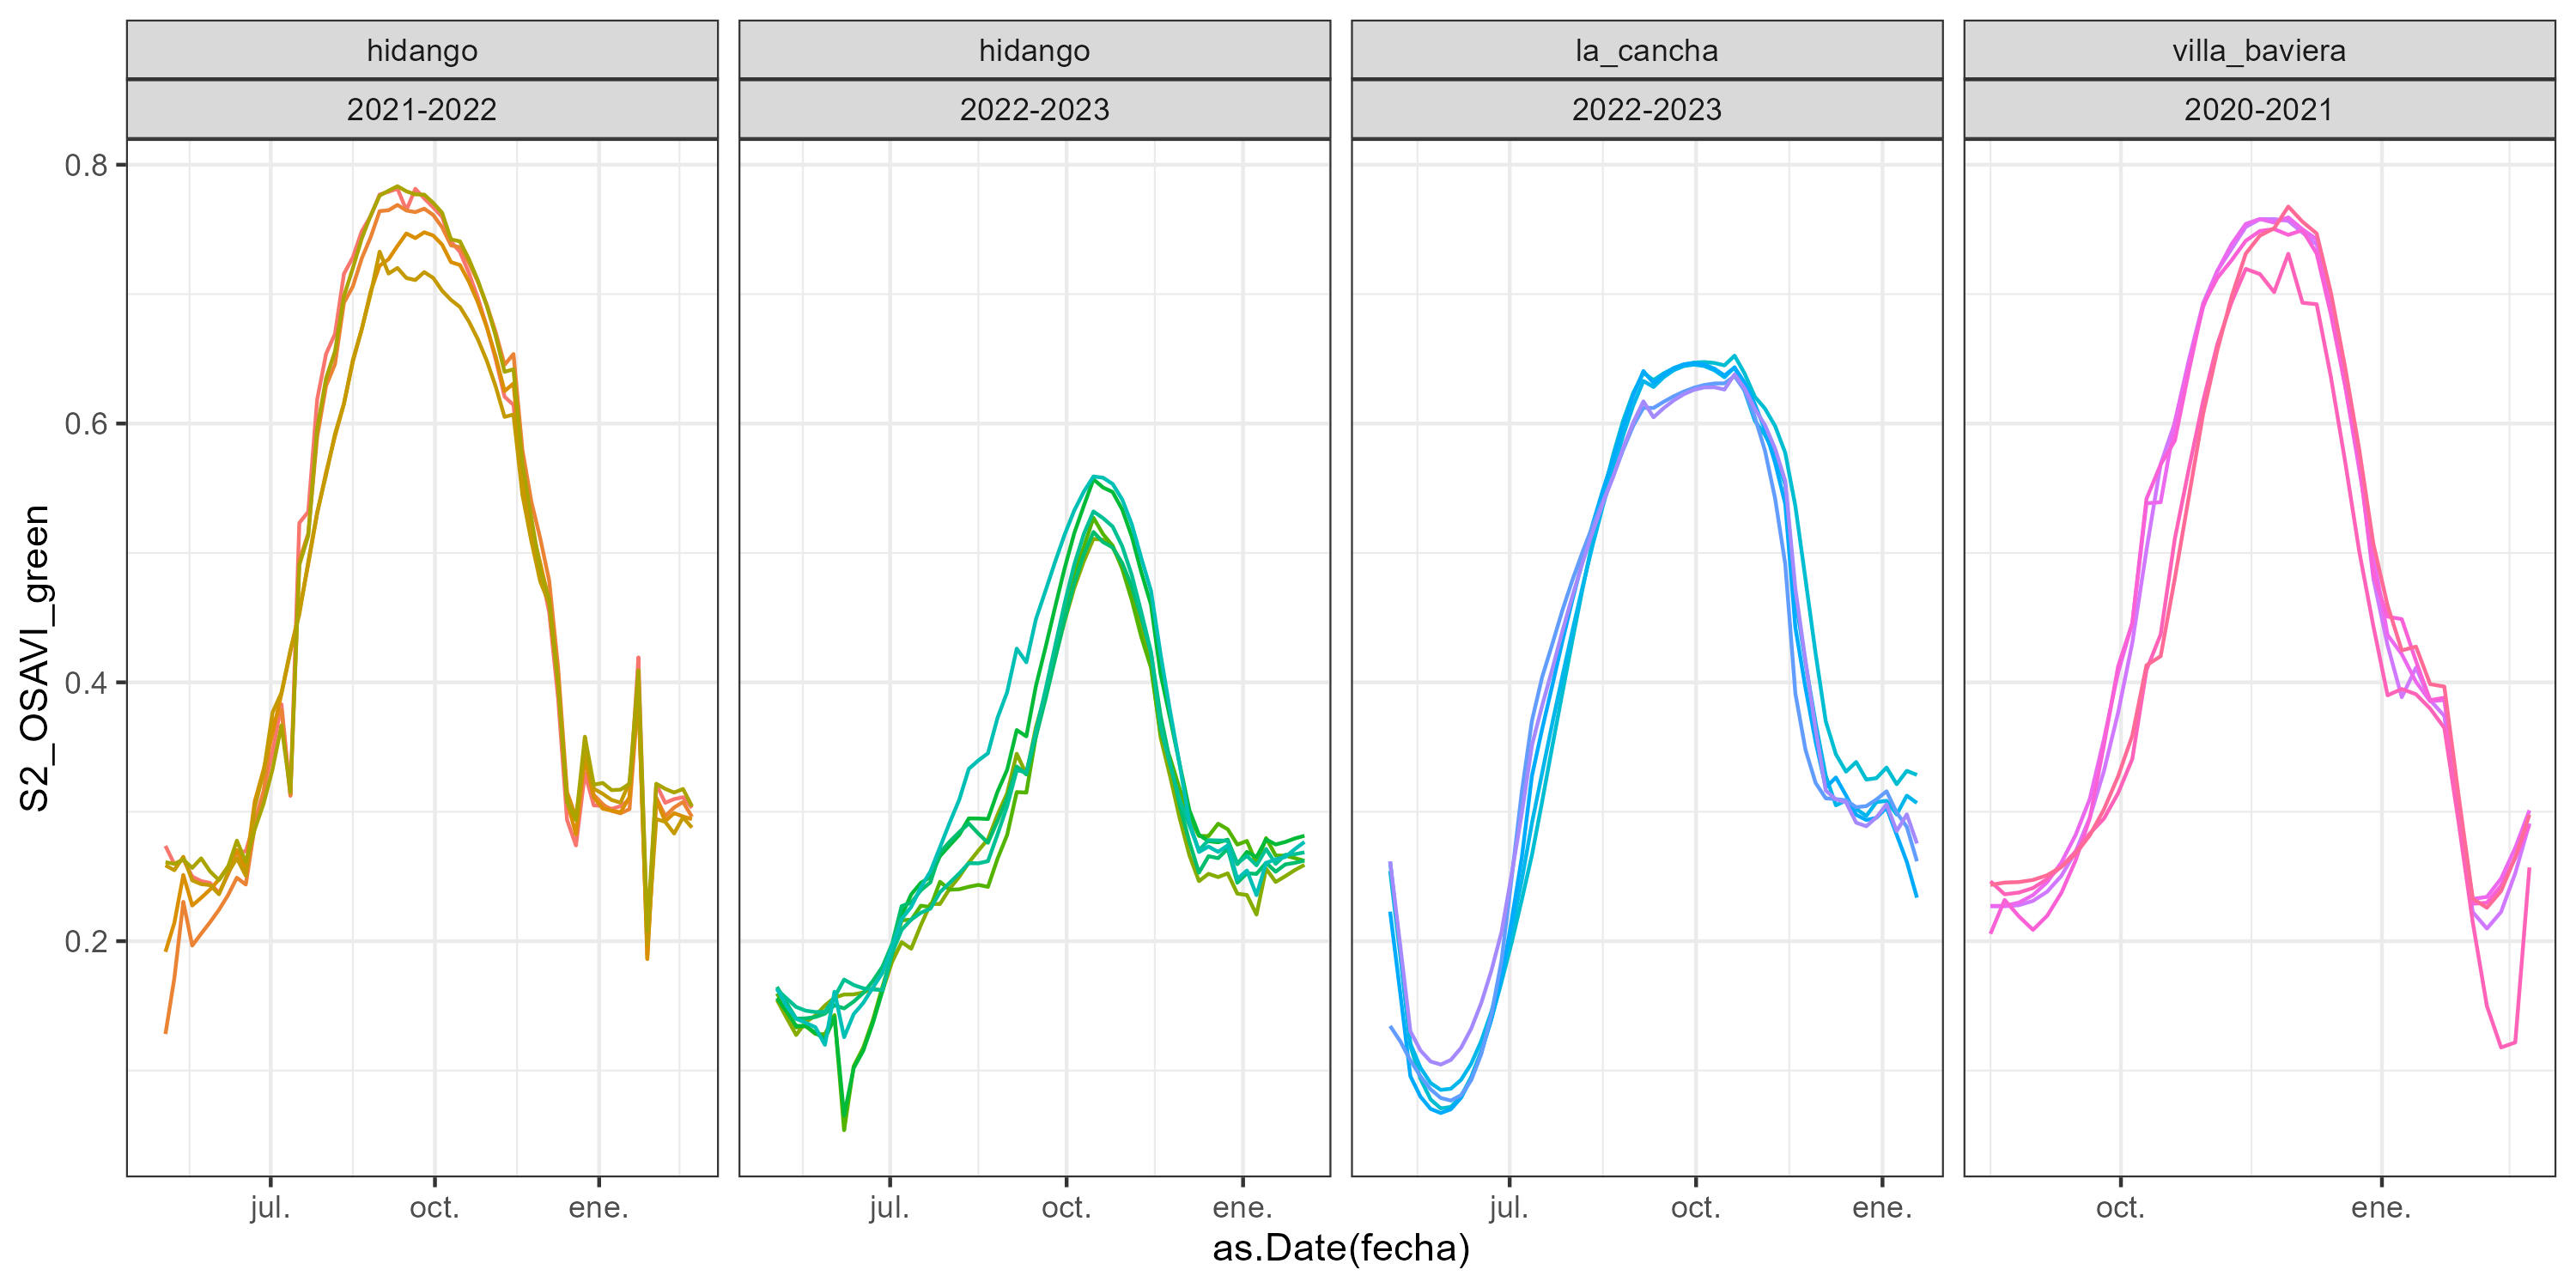 hidango hidango la_cancha villa_baviera
2021-2022 2022-2023 2022-2023 2020-2021
0.8
0.6
0.4
0.2
S2_OSAVI_green
jul. oct. ene. jul. oct. ene. jul. oct. ene. oct. ene.
as.Date(fecha)